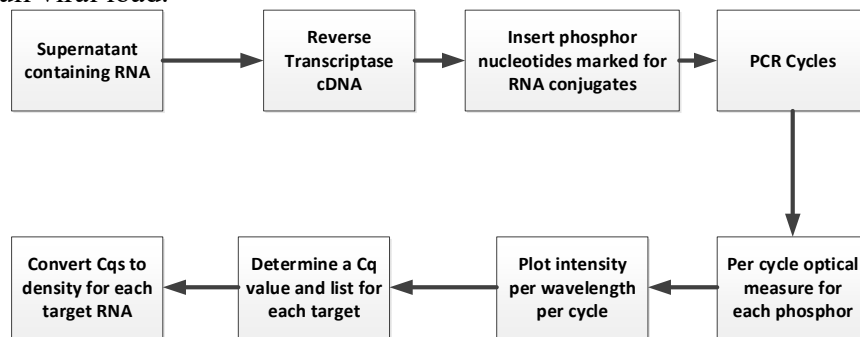 viral load.
Supernatant
containing RNA
Reverse
Transcriptase
cDNA
Insert phosphor
nucleotides marked for
RNA conjugates
PCR Cycles
Per cycle optical
measure for
each phosphor
Plot intensity
per wavelength
per cycle
Determine a Cq
value and list for
each target
Convert Cqs to
density for each
target RNA